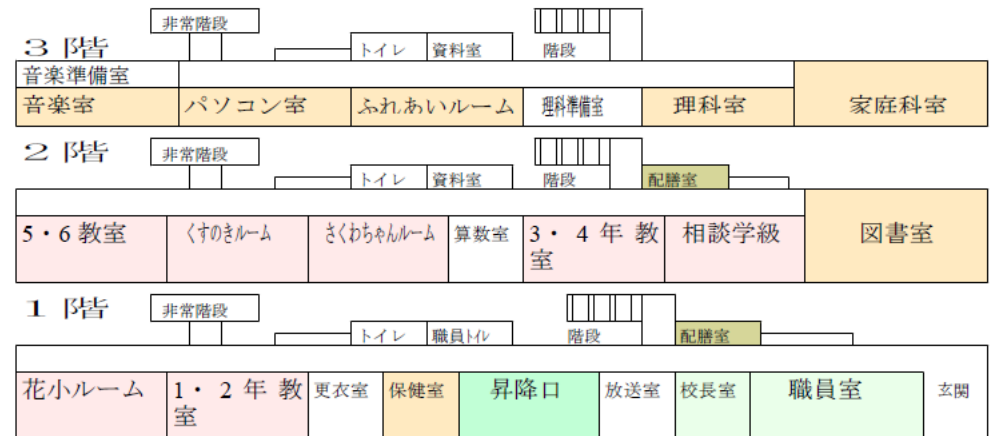 非常階段
3 階
トイレ 資料室 階段
音楽準備室
音楽室 パソコン室 ふれあいルーム 理科準備室 理科室 家庭科室
2 階
非常階段
トイレ 資料室 階段 配膳室
5・6教室 くすのきルーム さくわちゃんルーム 算数室 3・4年教 相談学級 図書室
室
1 階
非常階段
トイレ 職員トイレ 階段 配膳室
花小ルーム 1・2年教 更衣室 保健室 昇降口 放送室 校長室 職員室 玄関
室